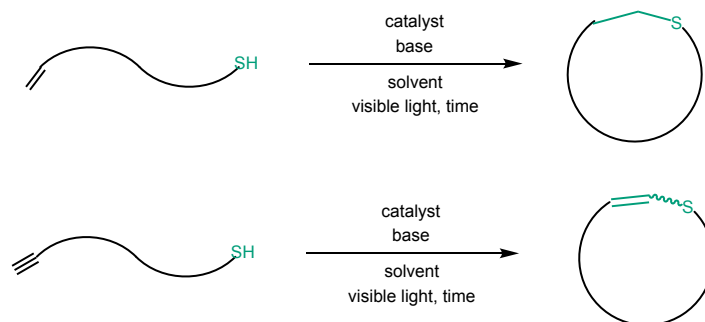 SH
catalyst
base
solvent
visible light, time
S
SH
catalyst
base
solvent
visible light, time
S